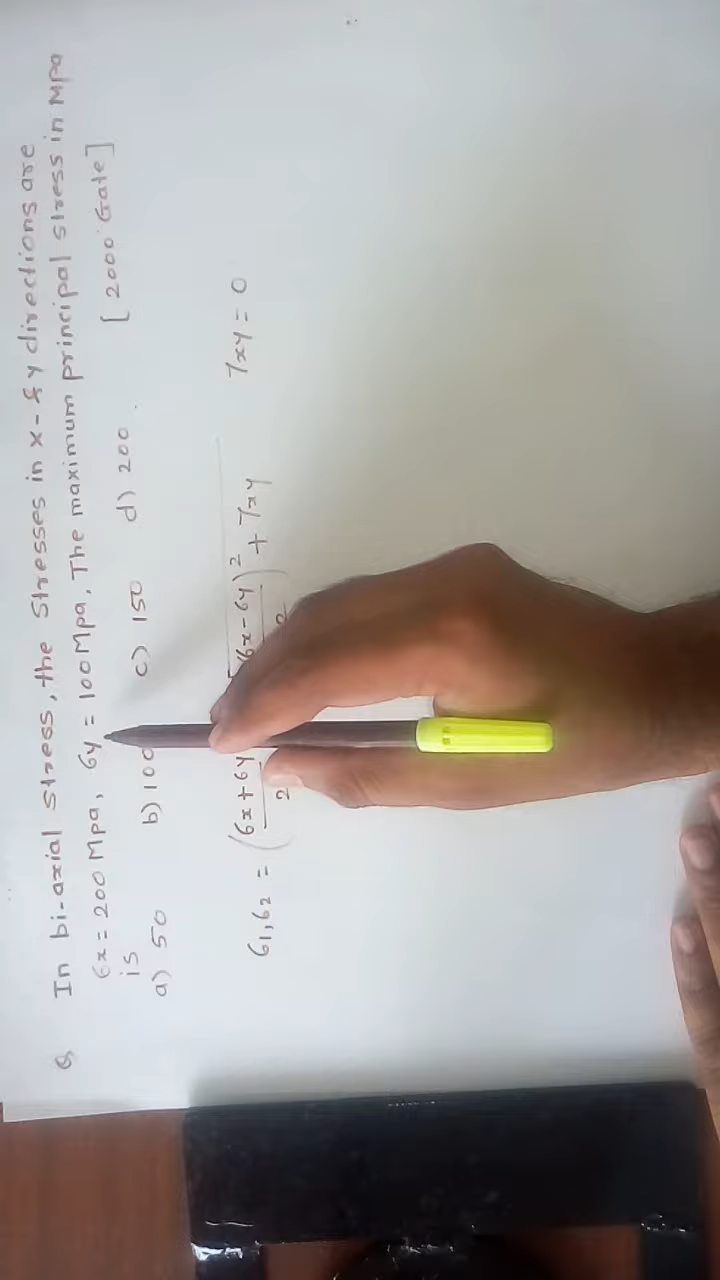 Q In bi-axial stress, the stresses in x- & y directions are
6x = 200 Mpa, 6y = 100 Mpa, The maximum principal stress in Mpa
is [2000 Gate]
a) 50 b) 100 c) 150 d) 200.
61,62 = (6x + 6y / 2 (6x - 6y / 2)2 + 7xy 7xy = 0